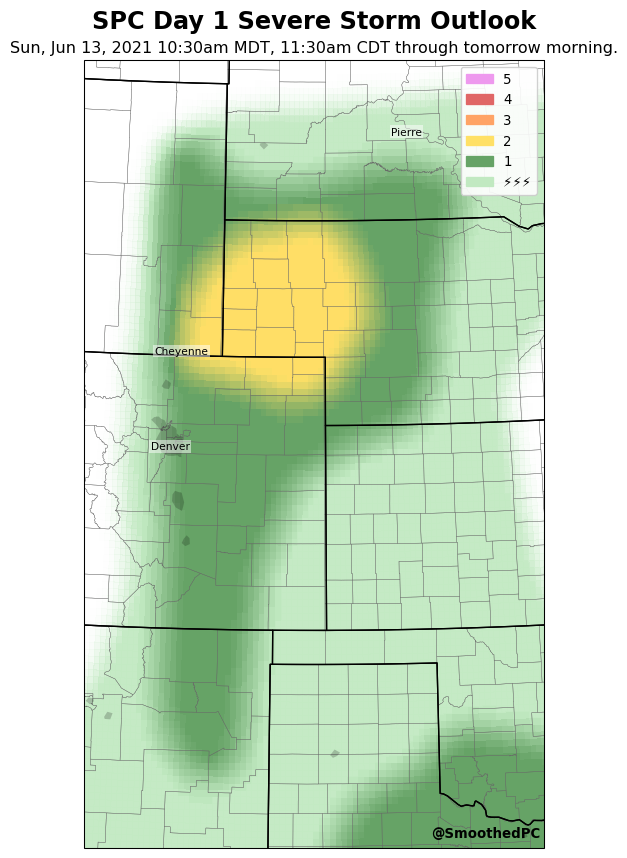 SPC Day 1 Severe Storm Outlook
Sun, Jun 13, 2021 10:30am MDT, 11:30am CDT through tomorrow morning.
5
4
3
2
1
⚡⚡⚡
Pierre
Cheyenne
Denver
@SmoothedPC